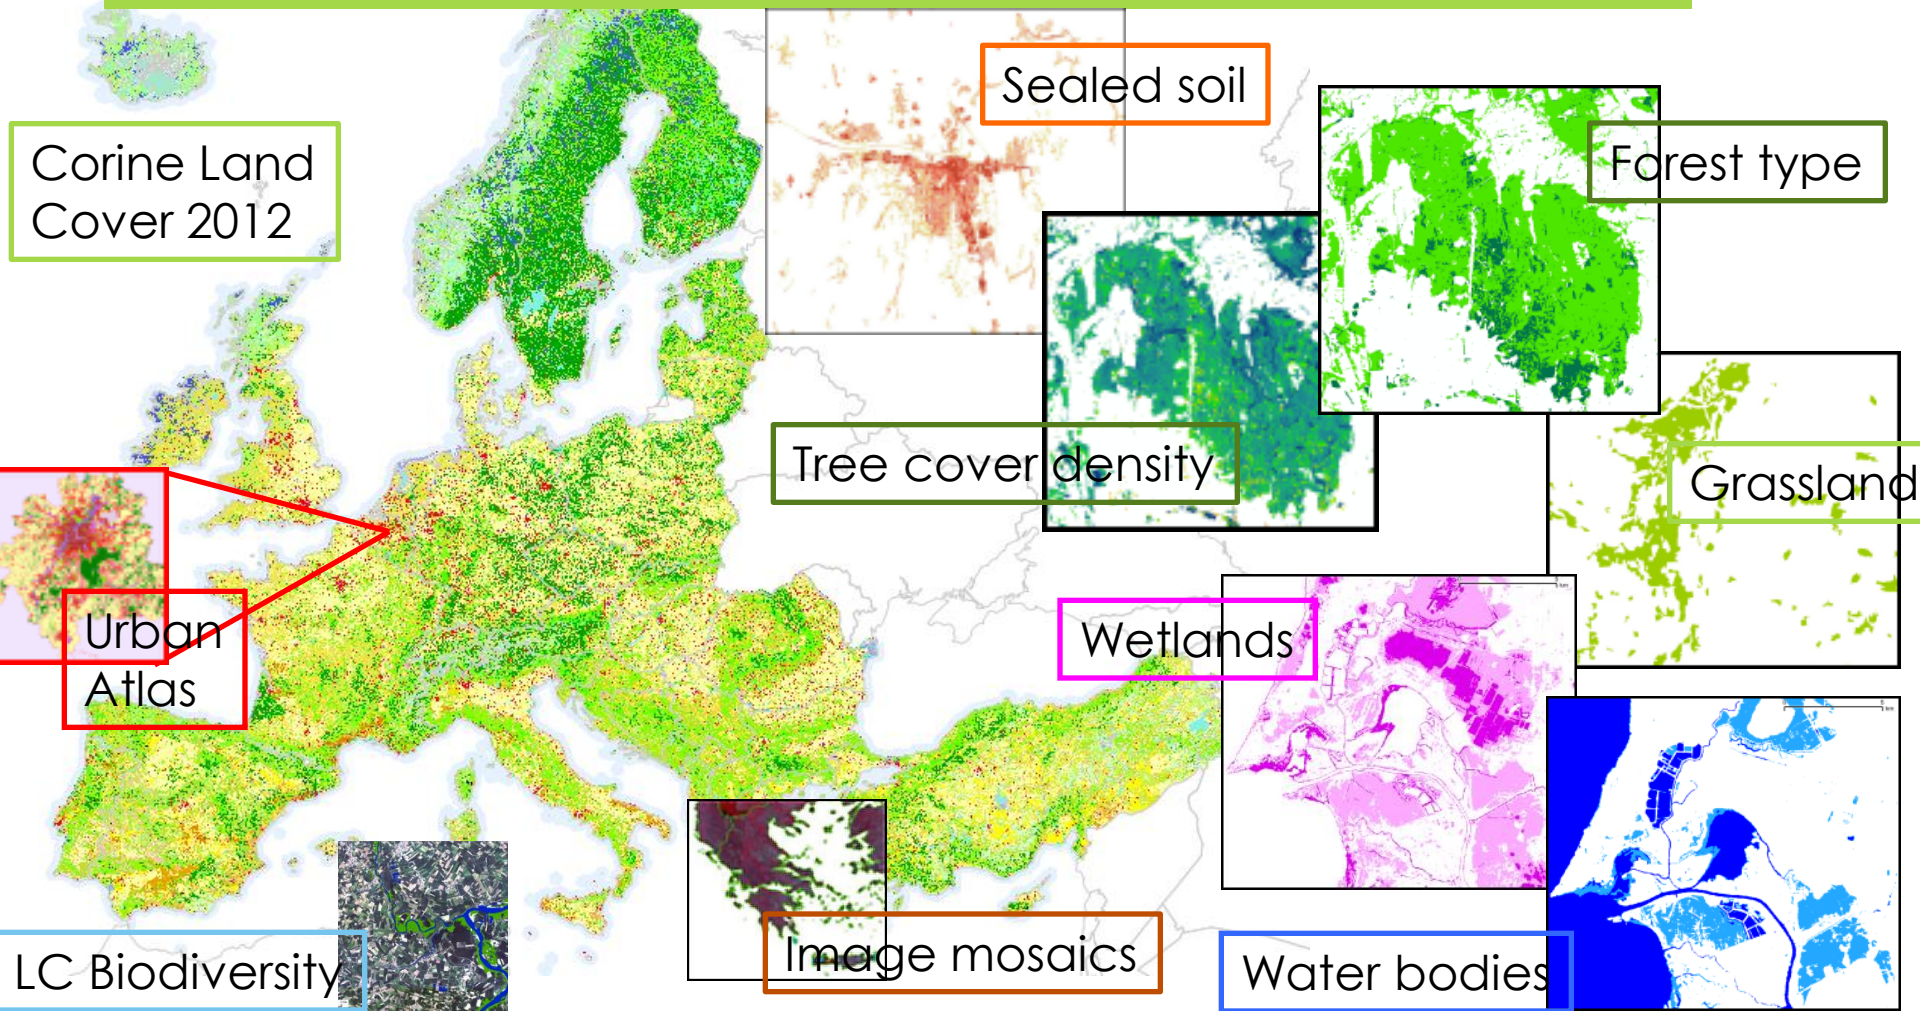 Sealed soil
Corine Land
Cover 2012
Forest type
Tree cover density
Grassland
Urban
Atlas
Wetlands
Image mosaics
LC Biodiversity
Water bodies